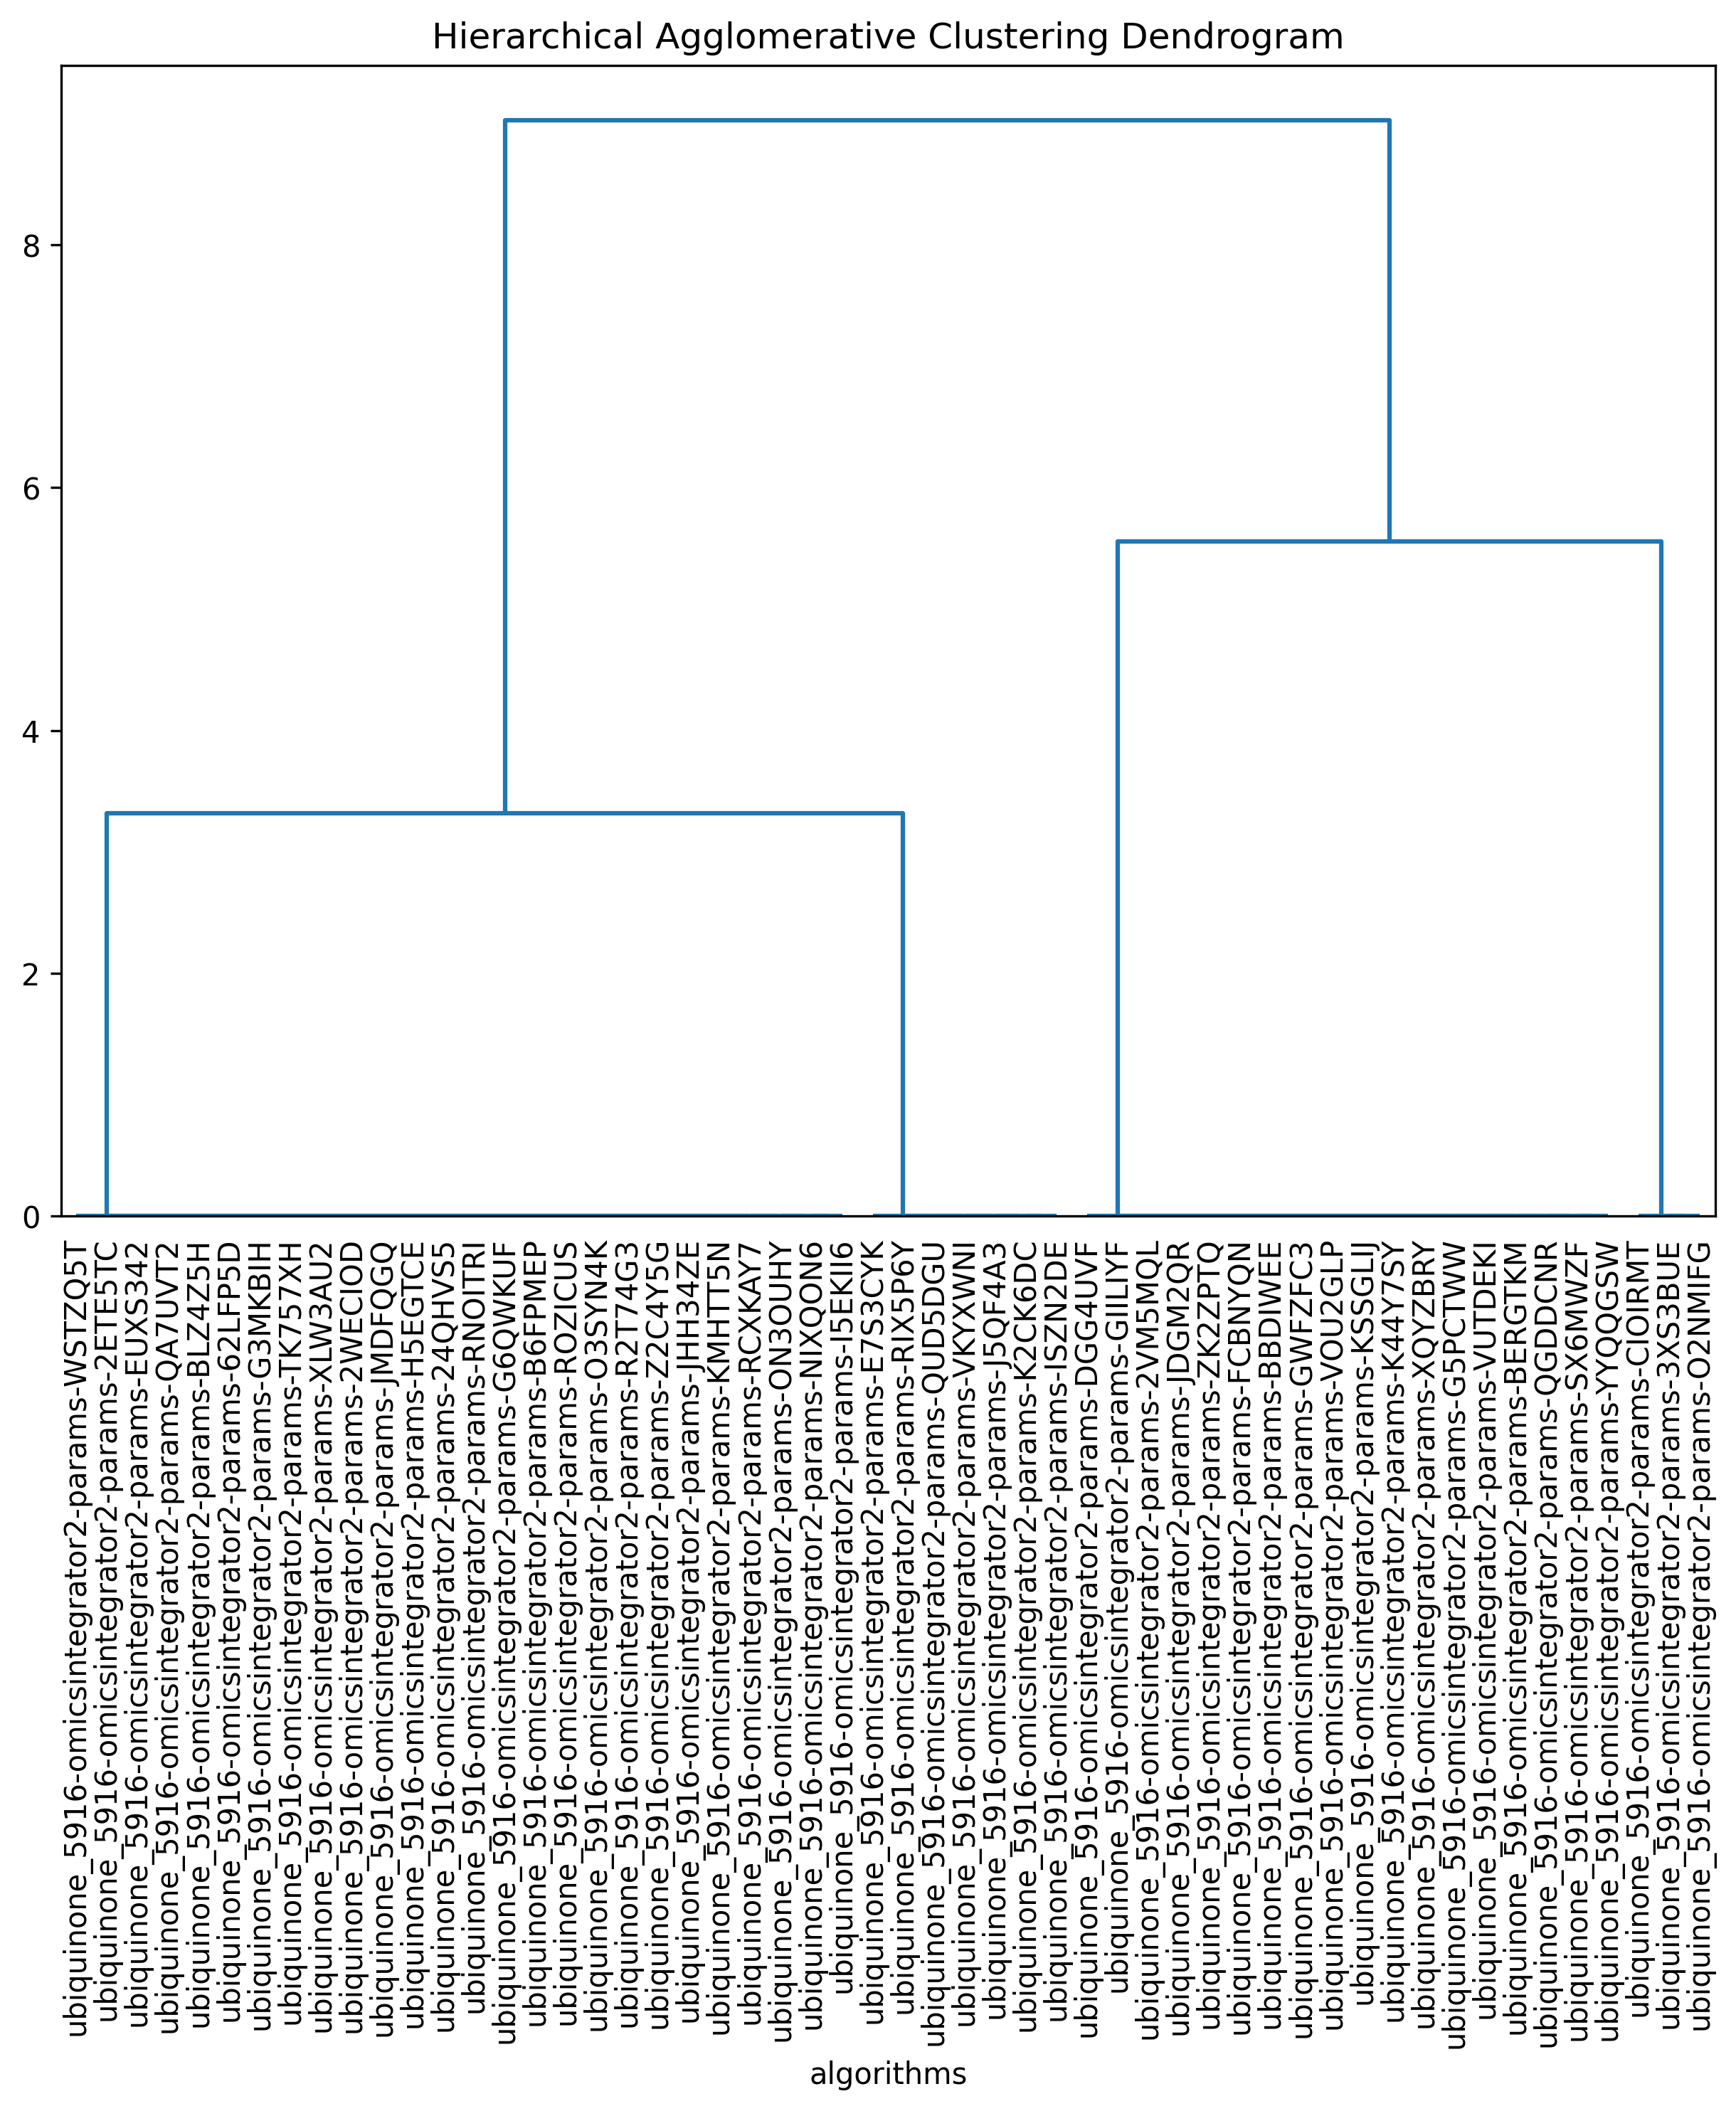 Hierarchical Agglomerative Clustering Dendrogram
8
6
4
2
0
ubiquinone_5916-omicsintegrator2-params-WSTZQ5T
ubiquinone_5916-omicsintegrator2-params-2ETE5TC
ubiquinone_5916-omicsintegrator2-params-EUXS342
ubiquinone_5916-omicsintegrator2-params-QA7UVT2
ubiquinone_5916-omicsintegrator2-params-BLZ4Z5H
ubiquinone_5916-omicsintegrator2-params-62LFP5D
ubiquinone_5916-omicsintegrator2-params-G3MKBIH
ubiquinone_5916-omicsintegrator2-params-TK757XH
ubiquinone_5916-omicsintegrator2-params-XLW3AU2
ubiquinone_5916-omicsintegrator2-params-2WECIOD
ubiquinone_5916-omicsintegrator2-params-JMDFQGQ
ubiquinone_5916-omicsintegrator2-params-H5EGTCE
ubiquinone_5916-omicsintegrator2-params-24QHVS5
ubiquinone_5916-omicsintegrator2-params-RNOITRI
ubiquinone_5916-omicsintegrator2-params-G6QWKUF
ubiquinone_5916-omicsintegrator2-params-B6FPMEP
ubiquinone_5916-omicsintegrator2-params-ROZICUS
ubiquinone_5916-omicsintegrator2-params-O3SYN4K
ubiquinone_5916-omicsintegrator2-params-R2T74G3
ubiquinone_5916-omicsintegrator2-params-Z2C4Y5G
ubiquinone_5916-omicsintegrator2-params-JHH34ZE
ubiquinone_5916-omicsintegrator2-params-KMHTT5N
ubiquinone_5916-omicsintegrator2-params-RCXKAY7
ubiquinone_5916-omicsintegrator2-params-ON3OUHY
ubiquinone_5916-omicsintegrator2-params-NIXQON6
ubiquinone_5916-omicsintegrator2-params-I5EKII6
ubiquinone_5916-omicsintegrator2-params-E7S3CYK
ubiquinone_5916-omicsintegrator2-params-RIX5P6Y
ubiquinone_5916-omicsintegrator2-params-QUD5DGU
ubiquinone_5916-omicsintegrator2-params-VKYXWNI
ubiquinone_5916-omicsintegrator2-params-J5QF4A3
ubiquinone_5916-omicsintegrator2-params-K2CK6DC
ubiquinone_5916-omicsintegrator2-params-ISZN2DE
ubiquinone_5916-omicsintegrator2-params-DGG4UVF
ubiquinone_5916-omicsintegrator2-params-GIILIYF
ubiquinone_5916-omicsintegrator2-params-2VM5MQL
ubiquinone_5916-omicsintegrator2-params-JDGM2QR
ubiquinone_5916-omicsintegrator2-params-ZK2ZPTQ
ubiquinone_5916-omicsintegrator2-params-FCBNYQN
ubiquinone_5916-omicsintegrator2-params-BBDIWEE
ubiquinone_5916-omicsintegrator2-params-GWFZFC3
ubiquinone_5916-omicsintegrator2-params-VOU2GLP
ubiquinone_5916-omicsintegrator2-params-KSSGLIJ
ubiquinone_5916-omicsintegrator2-params-K44Y7SY
ubiquinone_5916-omicsintegrator2-params-XQYZBRY
ubiquinone_5916-omicsintegrator2-params-G5PCTWW
ubiquinone_5916-omicsintegrator2-params-VUTDEKI
ubiquinone_5916-omicsintegrator2-params-BERGTKM
ubiquinone_5916-omicsintegrator2-params-QGDDCNR
ubiquinone_5916-omicsintegrator2-params-SX6MWZF
ubiquinone_5916-omicsintegrator2-params-YYQQGSW
ubiquinone_5916-omicsintegrator2-params-CIOIRMT
ubiquinone_5916-omicsintegrator2-params-3XS3BUE
ubiquinone_5916-omicsintegrator2-params-O2NMIFG
algorithms